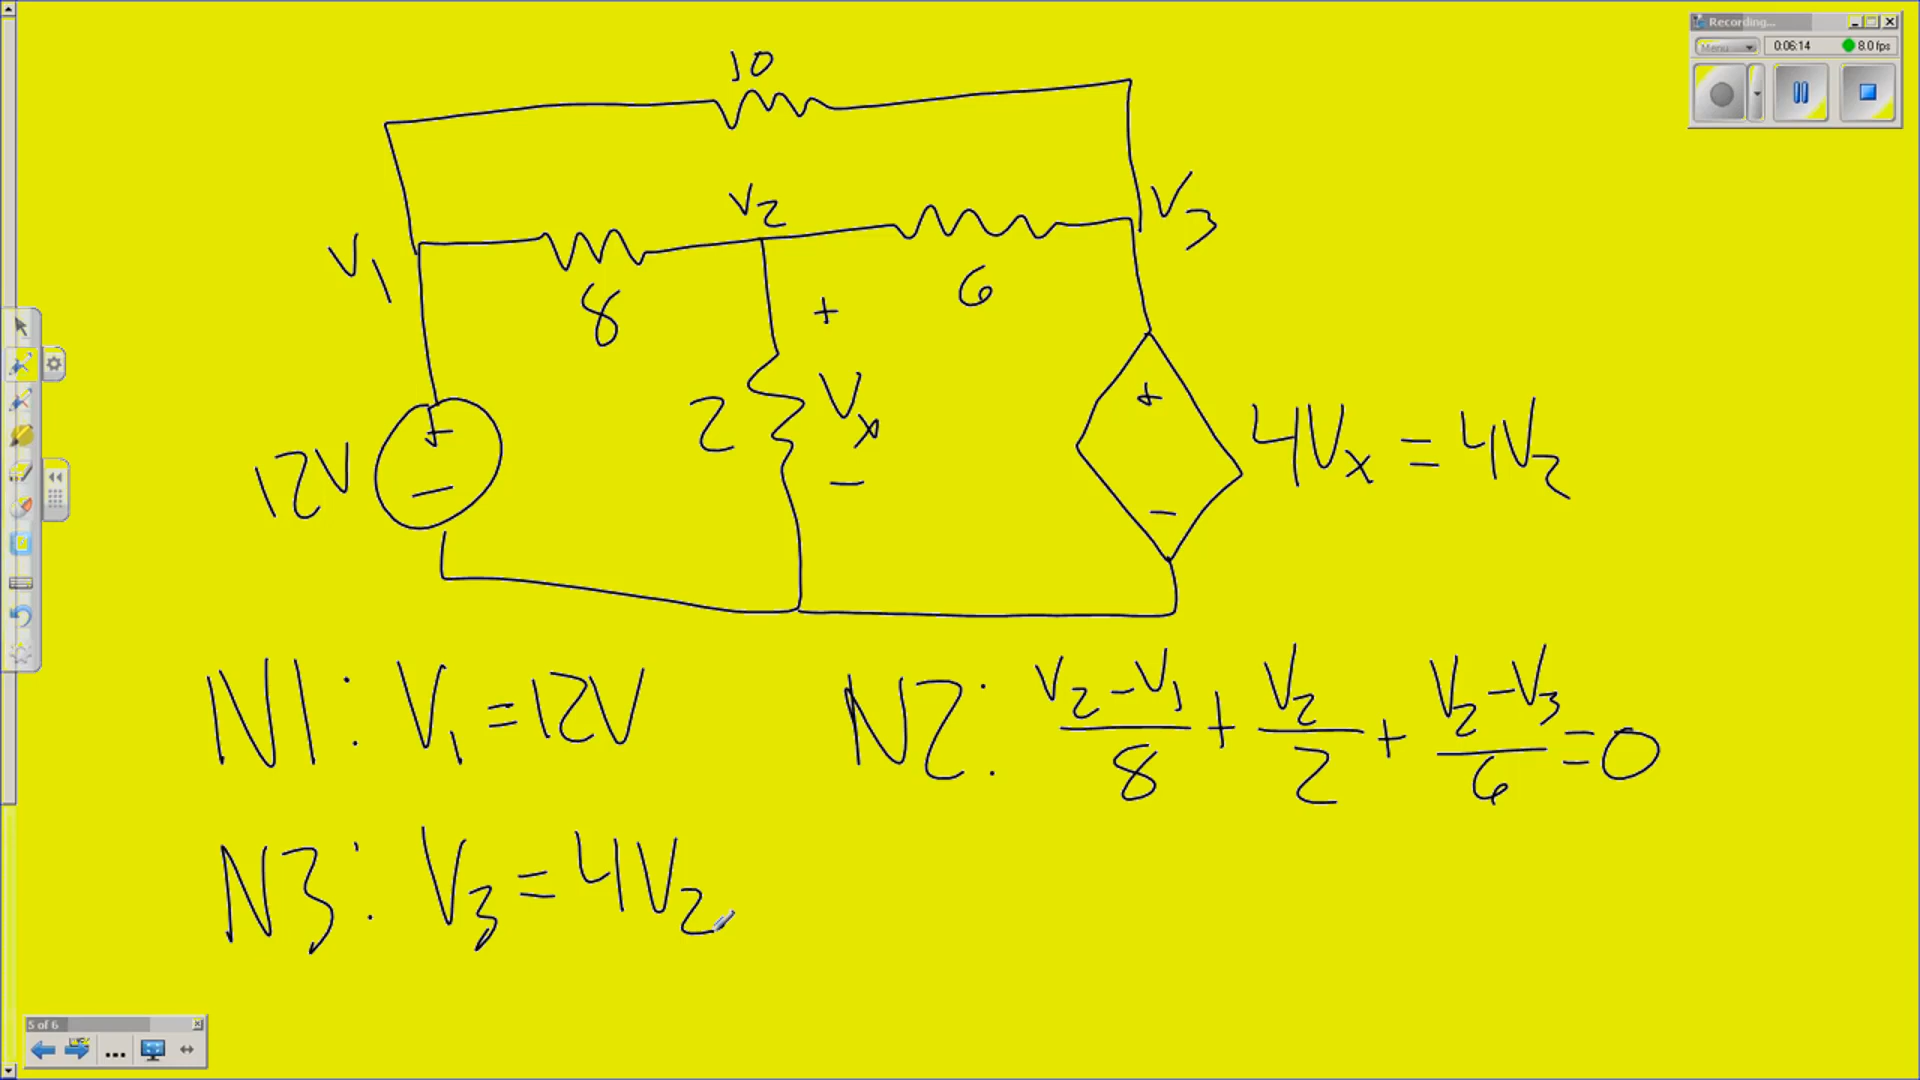 Recording...
Menu
0:06:14
8.0 fps
10
V2
V3
V1
8
6
+
2
Vx
−
12V
+
−
+
−
4Vx = 4V2
N1: V1 = 12V
N2: (V2 − V1)/8 + V2/2 + (V2 − V3)/6 = 0
N3: V3 = 4V2
5 of 6